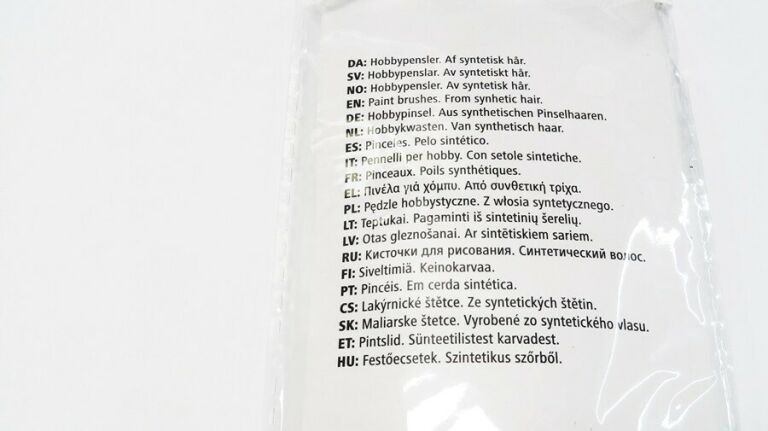 DA: Hobbypensler. Af syntetisk hår.
SV: Hobbypenslar. Av syntetiskt hår.
NO: Hobbypensler. Av syntetisk hår.
EN: Paint brushes. From synhetic hair.
DE: Hobbypinsel. Aus synthetischen Pinselhaaren.
NL: Hobbykwasten. Van synthetisch haar.
ES: Pinceles. Pelo sintético.
IT: Pennelli per hobby. Con setole sintetiche.
FR: Pinceaux. Poils synthétiques.
EL: Πινέλα γιά χόμπυ. Από συνθετική τρίχα.
PL: Pędzle hobbystyczne. Z włosia syntetycznego.
LT: Teptukai. Pagaminti iš sintetinių šerelių.
LV: Otas gleznošanai. Ar sintētiskiem sariem.
RU: Кисточки для рисования. Синтетический волос.
FI: Siveltimiä. Keinokarvaa.
PT: Pincéis. Em cerda sintética.
CS: Lakýrnické štětce. Ze syntetických štětin.
SK: Maliarske štetce. Vyrobené zo syntetického vlasu.
ET: Pintslid. Sünteetilistest karvadest.
HU: Festőecsetek. Szintetikus szőrből.